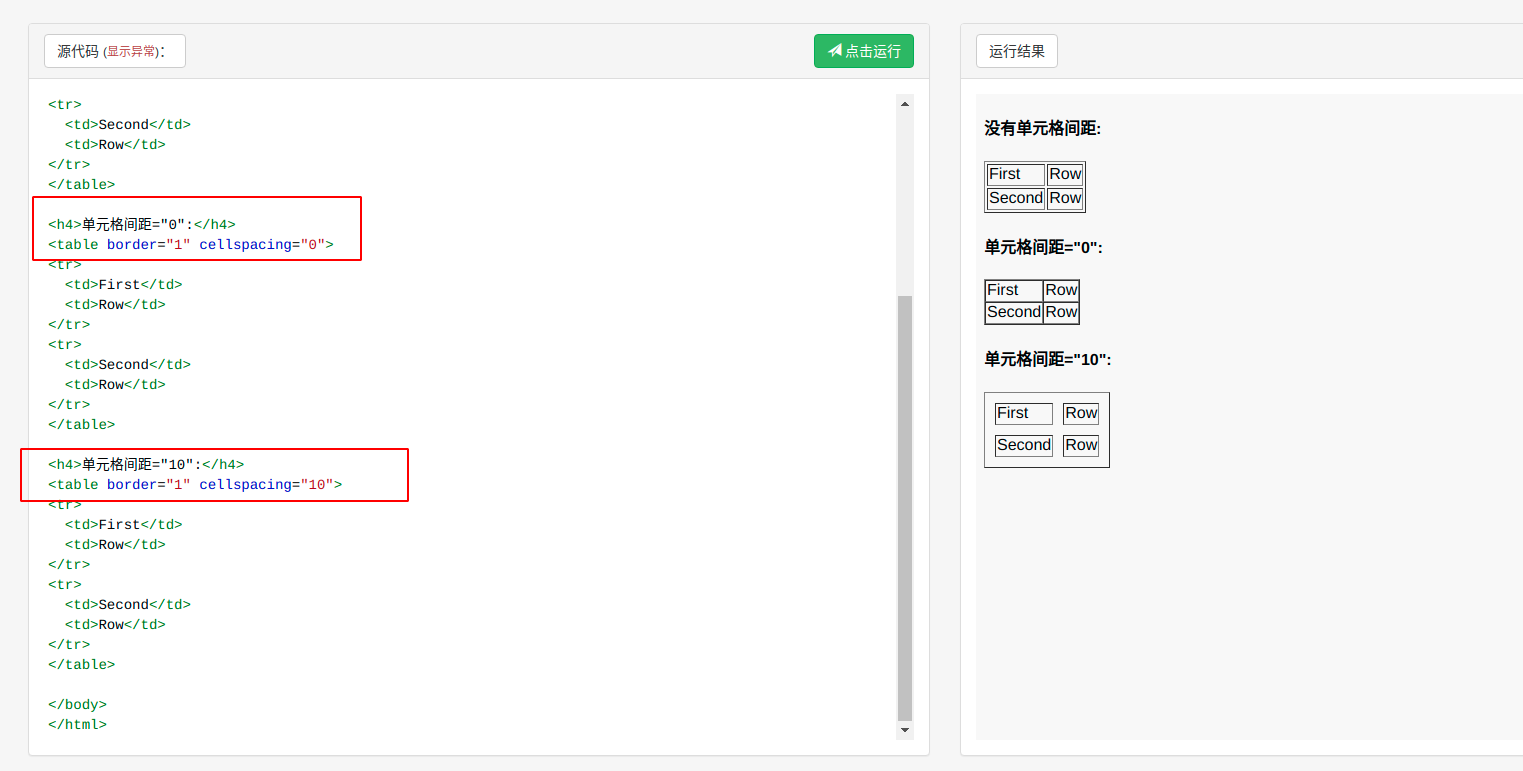 源代码 (显示异常)：
点击运行
<tr>
  <td>Second</td>
  <td>Row</td>
</tr>
</table>
<h4>单元格间距="0":</h4>
<table border="1" cellspacing="0">
<tr>
  <td>First</td>
  <td>Row</td>
</tr>
<tr>
  <td>Second</td>
  <td>Row</td>
</tr>
</table>
<h4>单元格间距="10":</h4>
<table border="1" cellspacing="10">
<tr>
  <td>First</td>
  <td>Row</td>
</tr>
<tr>
  <td>Second</td>
  <td>Row</td>
</tr>
</table>
</body>
</html>
运行结果
没有单元格间距:
First Row
Second Row
单元格间距="0":
First Row
Second Row
单元格间距="10":
First Row
Second Row